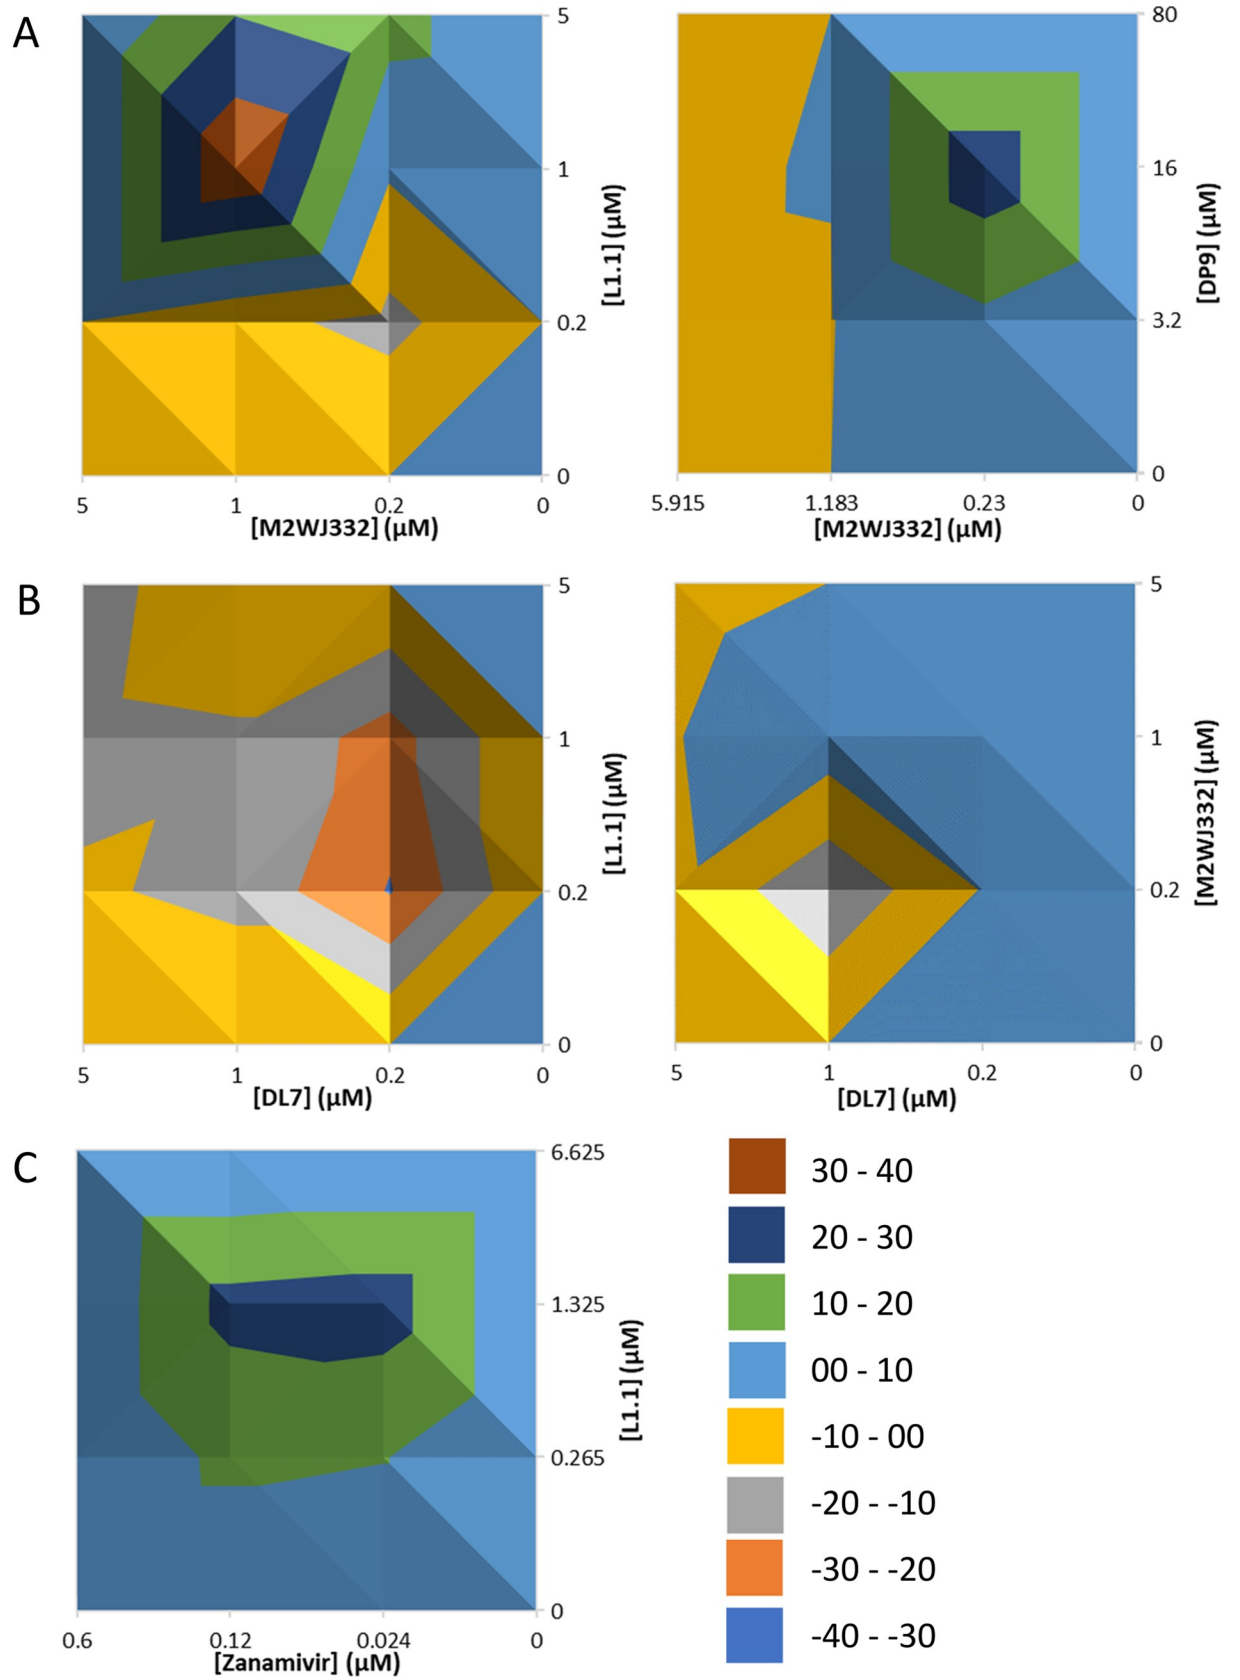 A
5
1
0.2
0
[L1.1] (µM)
5
1
0.2
0
[M2WJ332] (µM)
80
16
3.2
0
[DP9] (µM)
5.915
1.183
0.23
0
[M2WJ332] (µM)
B
5
1
0.2
0
[L1.1] (µM)
5
1
0.2
0
[DL7] (µM)
5
1
0.2
0
[M2WJ332] (µM)
5
1
0.2
0
[DL7] (µM)
C
6.625
1.325
0.265
0
[L1.1] (µM)
0.6
0.12
0.024
0
[Zanamivir] (µM)
30 - 40
20 - 30
10 - 20
00 - 10
-10 - 00
-20 - -10
-30 - -20
-40 - -30